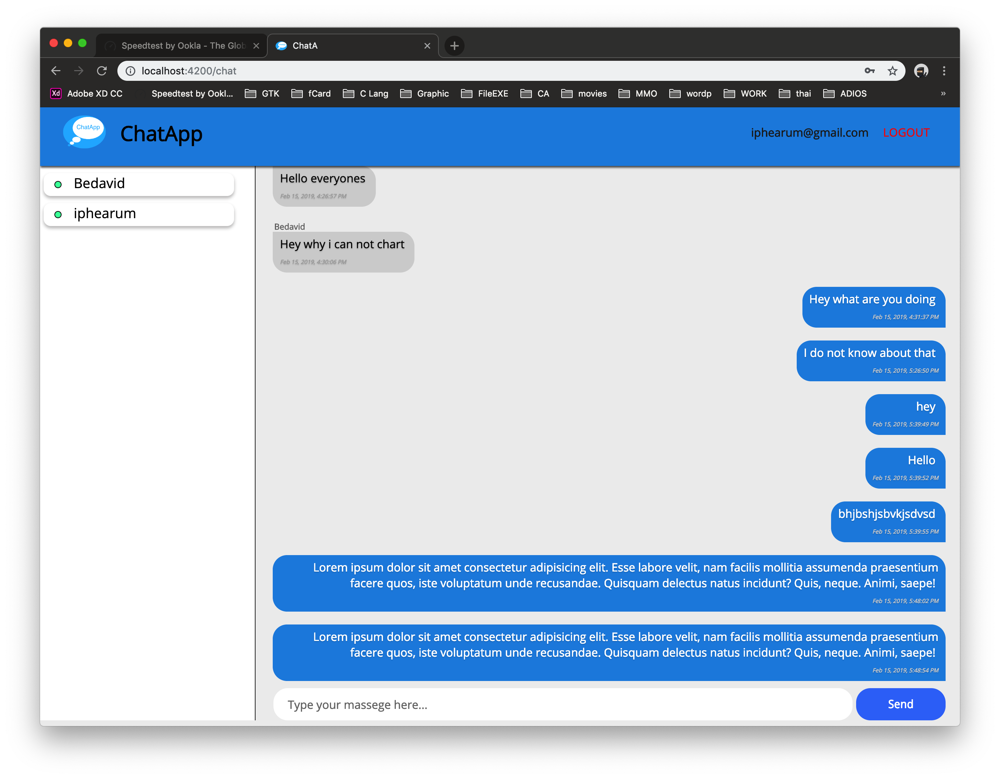 Speedtest by Ookla - The Glob
ChatA
localhost:4200/chat
Xd Adobe XD CC Speedtest by Ookl... GTK fCard C Lang Graphic FileEXE CA movies MMO wordp WORK thai ADIOS »
ChatApp ChatApp iphearum@gmail.com LOGOUT
Bedavid
iphearum
Hello everyones
Feb 15, 2019, 4:26:57 PM
Bedavid
Hey why i can not chart
Feb 15, 2019, 4:30:06 PM
Hey what are you doing
Feb 15, 2019, 4:31:37 PM
I do not know about that
Feb 15, 2019, 5:26:50 PM
hey
Feb 15, 2019, 5:39:49 PM
Hello
Feb 15, 2019, 5:39:52 PM
bhjbshjsbvkjsdvsd
Feb 15, 2019, 5:39:55 PM
Lorem ipsum dolor sit amet consectetur adipisicing elit. Esse labore velit, nam facilis mollitia assumenda praesentium
facere quos, iste voluptatum unde recusandae. Quisquam delectus natus incidunt? Quis, neque. Animi, saepe!
Feb 15, 2019, 5:48:02 PM
Lorem ipsum dolor sit amet consectetur adipisicing elit. Esse labore velit, nam facilis mollitia assumenda praesentium
facere quos, iste voluptatum unde recusandae. Quisquam delectus natus incidunt? Quis, neque. Animi, saepe!
Feb 15, 2019, 5:48:54 PM
Type your massege here...
Send